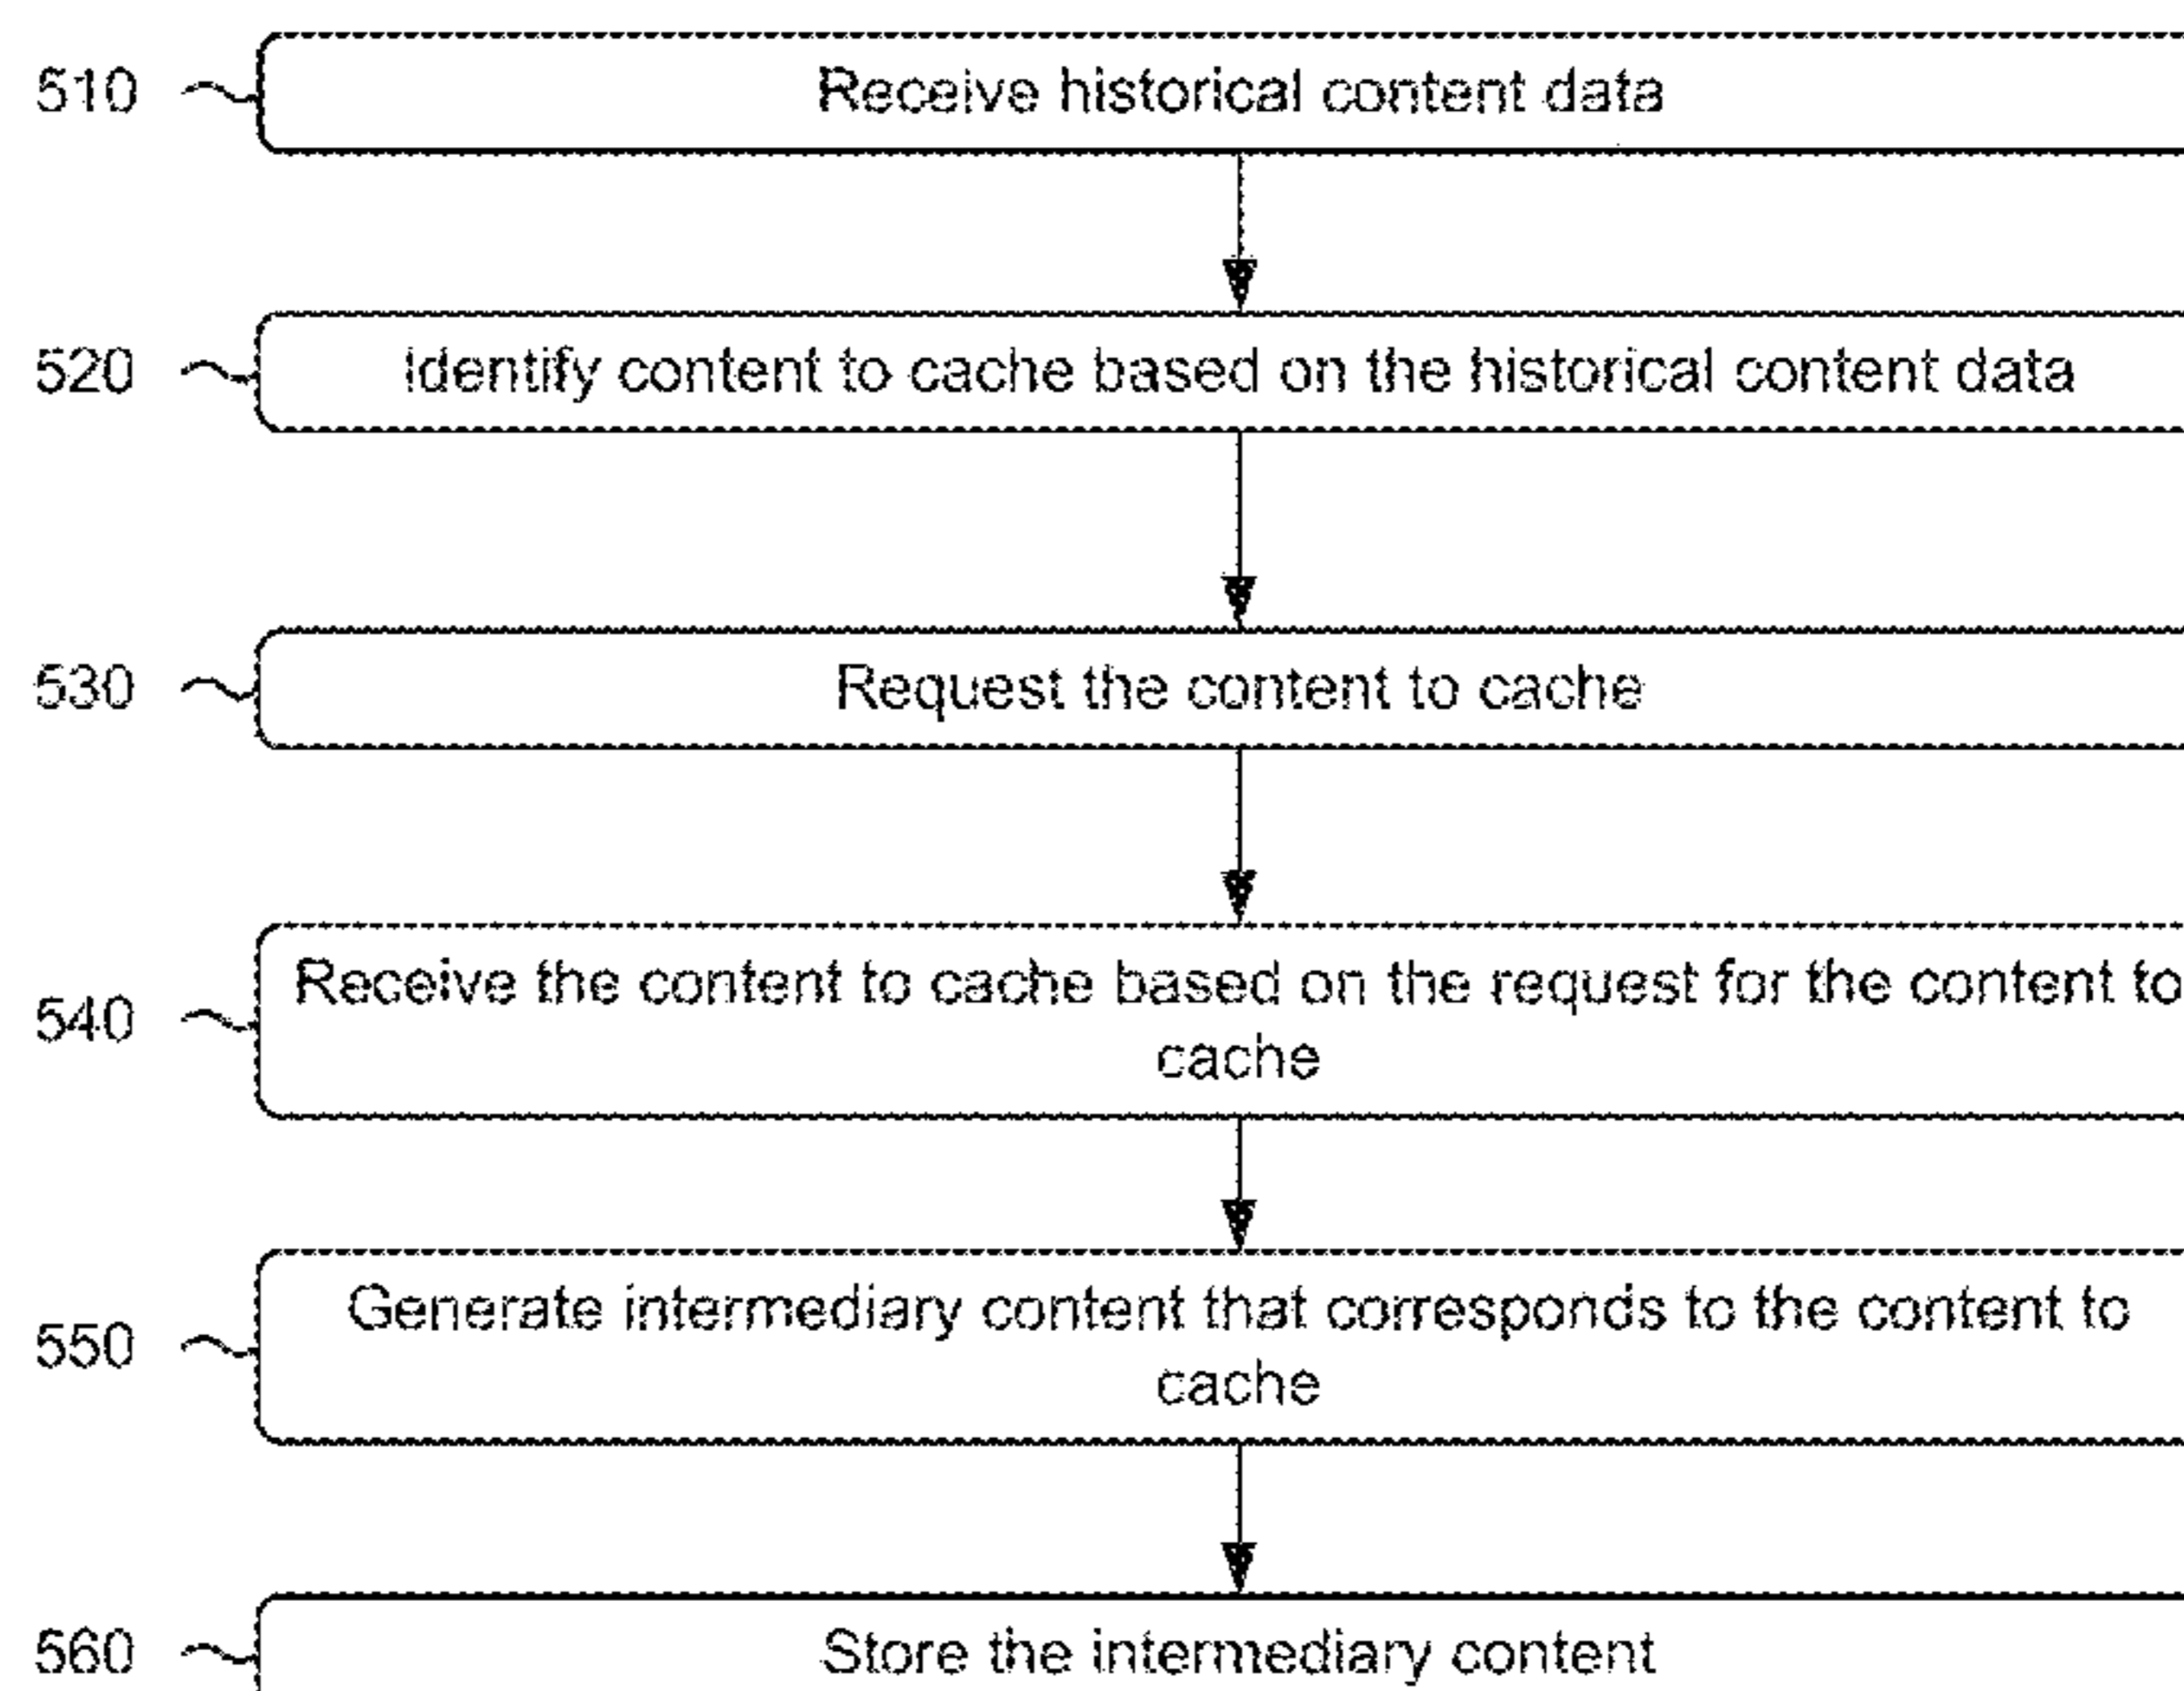 510 Receive historical content data
520 Identify content to cache based on the historical content data
530 Request the content to cache
540 Receive the content to cache based on the request for the content to
cache
550 Generate intermediary content that corresponds to the content to
cache
560 Store the intermediary content